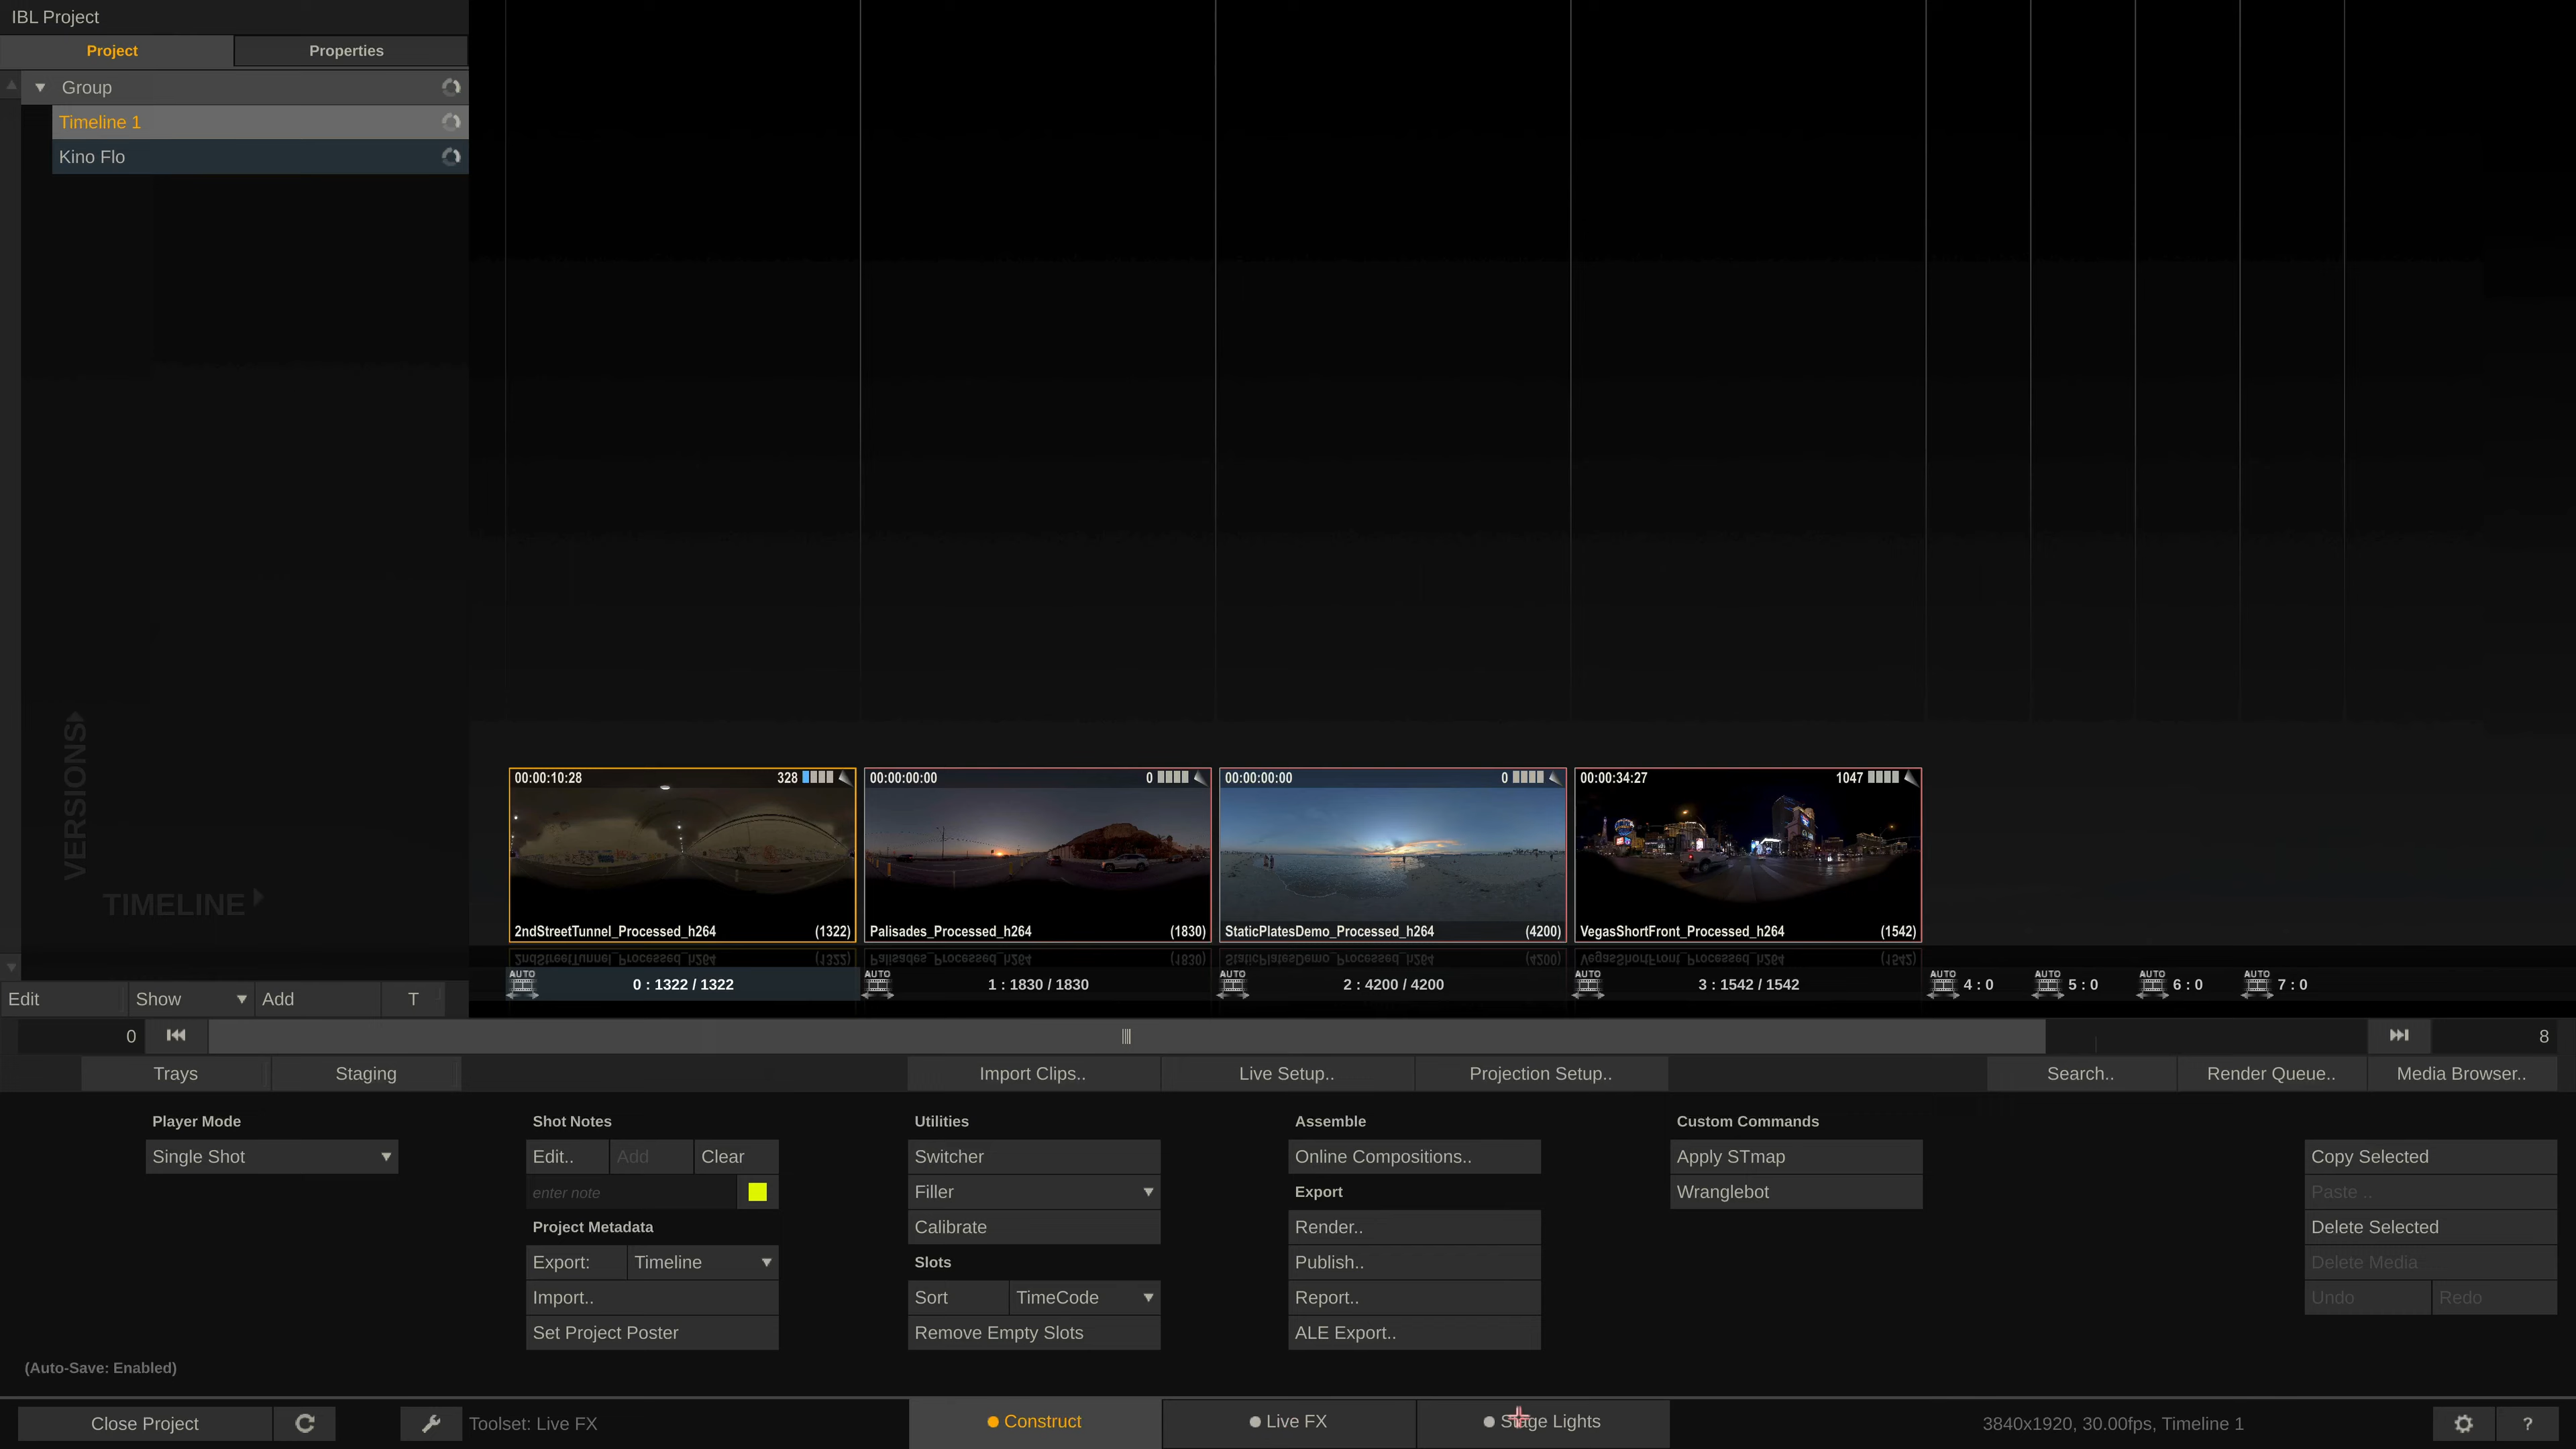 IBL Project
Project
Properties
Group
Timeline 1
Kino Flo
VERSIONS
TIMELINE
00:00:10:28 328
2ndStreetTunnel_Processed_h264 (1322)
00:00:00:00 0
Palisades_Processed_h264 (1830)
00:00:00:00 0
StaticPlatesDemo_Processed_h264 (4200)
00:00:34:27 1047
VegasShortFront_Processed_h264 (1542)
AUTO 0 : 1322 / 1322
AUTO 1 : 1830 / 1830
AUTO 2 : 4200 / 4200
AUTO 3 : 1542 / 1542
AUTO 4 : 0
AUTO 5 : 0
AUTO 6 : 0
AUTO 7 : 0
Edit
Show
Add
T
0
8
Trays
Staging
Import Clips..
Live Setup..
Projection Setup..
Search..
Render Queue..
Media Browser..
Player Mode
Single Shot
Shot Notes
Edit..
Add
Clear
enter note
Project Metadata
Export:
Timeline
Import..
Set Project Poster
Utilities
Switcher
Filler
Calibrate
Slots
Sort
TimeCode
Remove Empty Slots
Assemble
Online Compositions..
Export
Render..
Publish..
Report..
ALE Export..
Custom Commands
Apply STmap
Wranglebot
Copy Selected
Paste ..
Delete Selected
Delete Media
Undo
Redo
(Auto-Save: Enabled)
Close Project
Toolset: Live FX
Construct
Live FX
Stage Lights
3840x1920, 30.00fps, Timeline 1
?